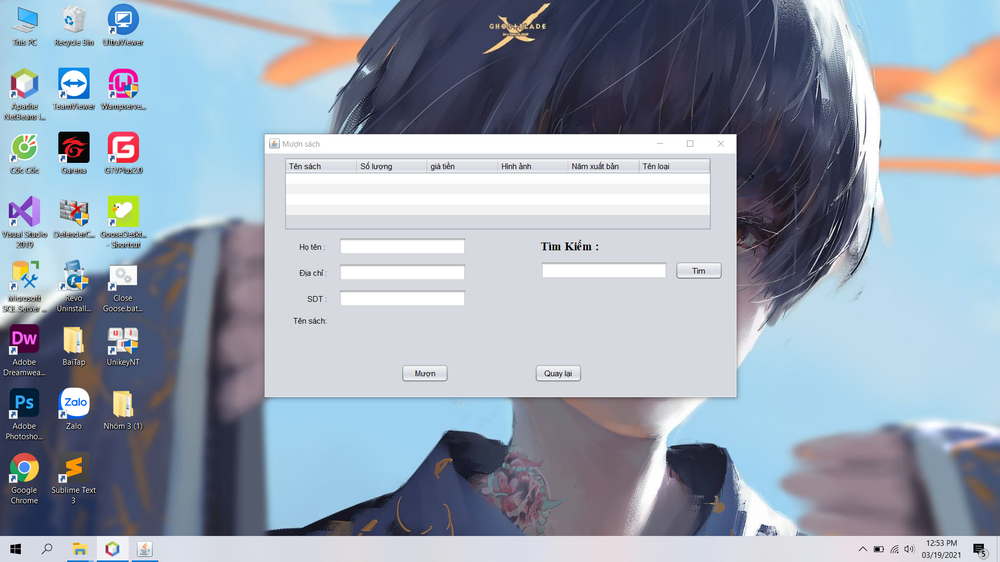 GHOSTBLADE
This PC
Recycle Bin
UltraViewer
Apache
NetBeans I...
TeamViewer
Wampserve...
Cốc Cốc
Garena
GTVPlus2.0
Visual Studio
2019
DefenderC...
GooseDeskt...
- Shortcut
Microsoft
SQL Server ...
Revo
Uninstall...
Close
Goose.bat...
Adobe
Dreamwea...
BaiTap
UnikeyNT
Adobe
Photosho...
Zalo
Nhóm 3 (1)
Google
Chrome
Sublime Text
3
Mượn sách
Tên sách Số lượng giá tiền Hình ảnh Năm xuất bản Tên loại
Họ tên :
Tìm Kiếm :
Địa chỉ :
Tìm
SDT :
Tên sách:
Mượn
Quay lại
12:53 PM
03/19/2021
5
Dw
Ps
Zalo
u i